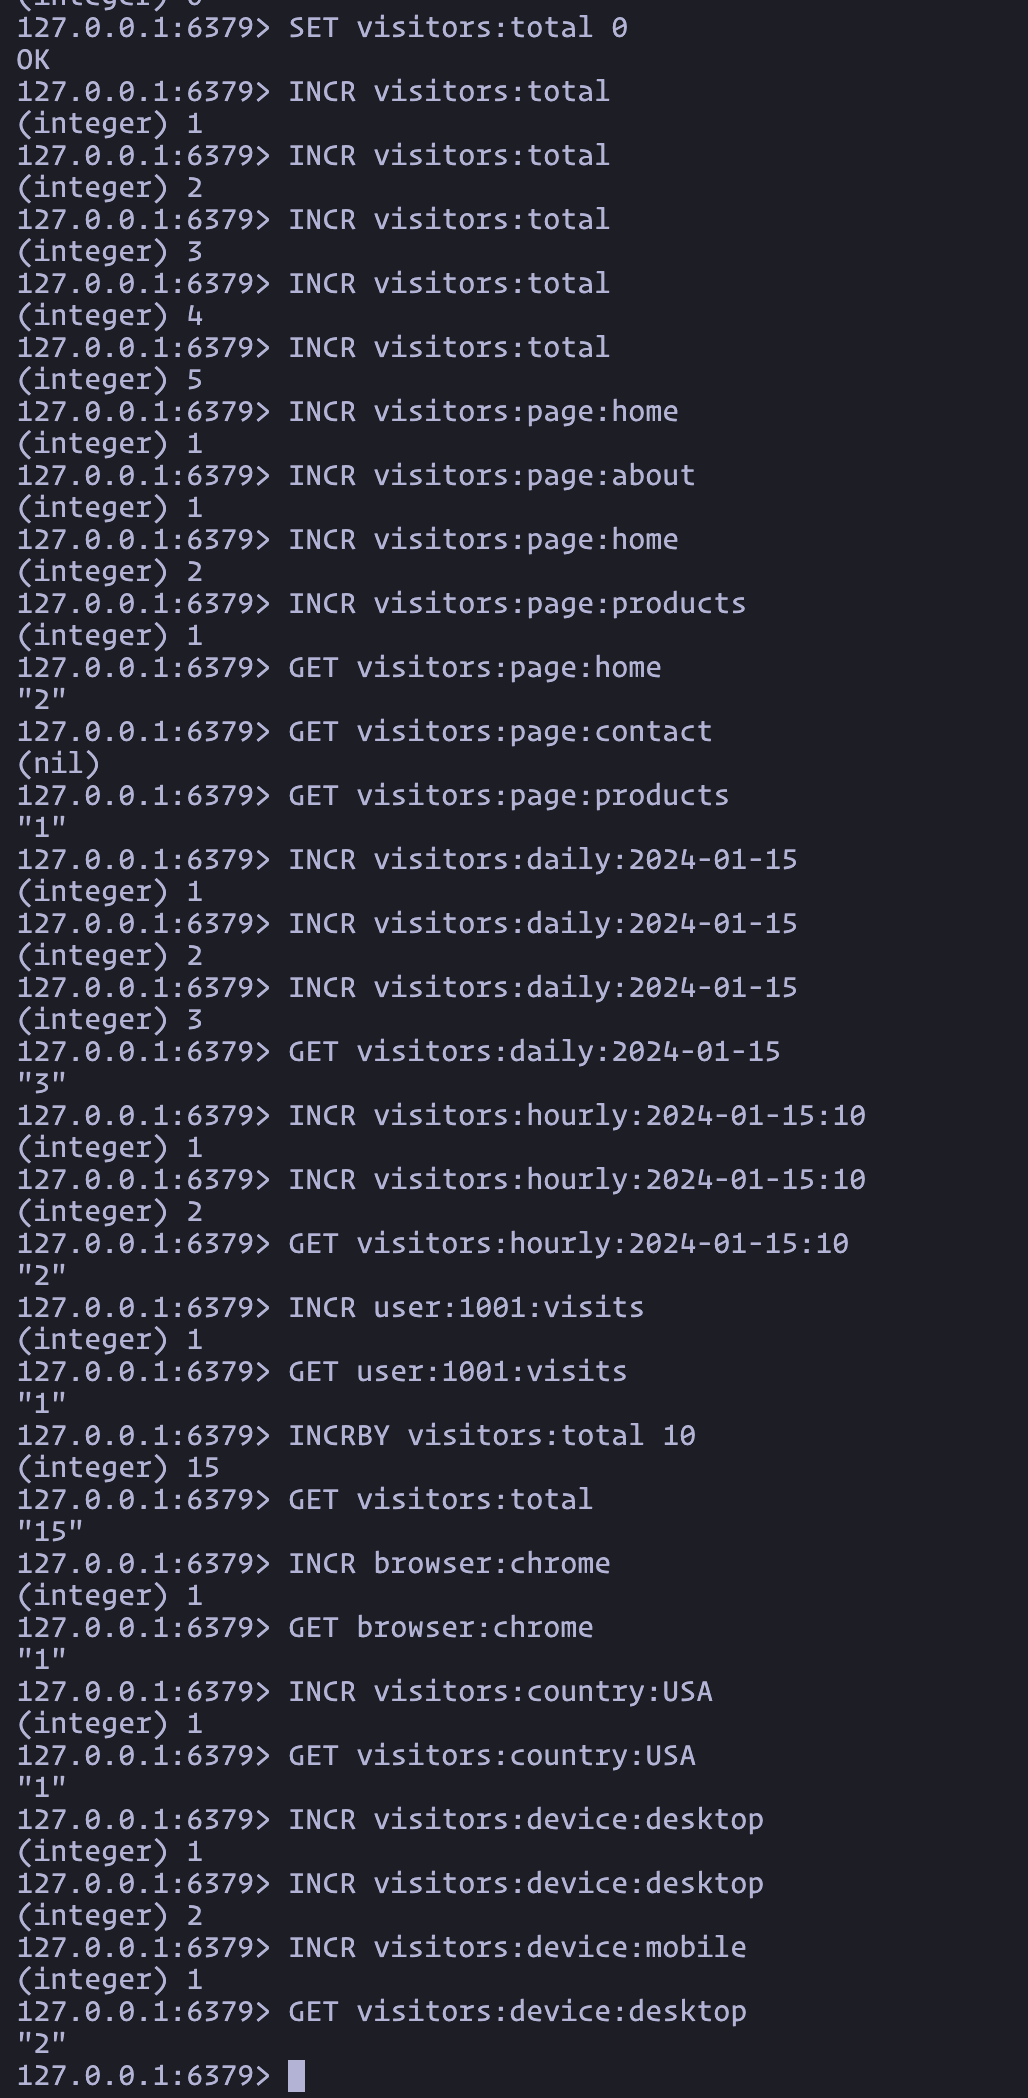 (integer) 0
127.0.0.1:6379> SET visitors:total 0
OK
127.0.0.1:6379> INCR visitors:total
(integer) 1
127.0.0.1:6379> INCR visitors:total
(integer) 2
127.0.0.1:6379> INCR visitors:total
(integer) 3
127.0.0.1:6379> INCR visitors:total
(integer) 4
127.0.0.1:6379> INCR visitors:total
(integer) 5
127.0.0.1:6379> INCR visitors:page:home
(integer) 1
127.0.0.1:6379> INCR visitors:page:about
(integer) 1
127.0.0.1:6379> INCR visitors:page:home
(integer) 2
127.0.0.1:6379> INCR visitors:page:products
(integer) 1
127.0.0.1:6379> GET visitors:page:home
"2"
127.0.0.1:6379> GET visitors:page:contact
(nil)
127.0.0.1:6379> GET visitors:page:products
"1"
127.0.0.1:6379> INCR visitors:daily:2024-01-15
(integer) 1
127.0.0.1:6379> INCR visitors:daily:2024-01-15
(integer) 2
127.0.0.1:6379> INCR visitors:daily:2024-01-15
(integer) 3
127.0.0.1:6379> GET visitors:daily:2024-01-15
"3"
127.0.0.1:6379> INCR visitors:hourly:2024-01-15:10
(integer) 1
127.0.0.1:6379> INCR visitors:hourly:2024-01-15:10
(integer) 2
127.0.0.1:6379> GET visitors:hourly:2024-01-15:10
"2"
127.0.0.1:6379> INCR user:1001:visits
(integer) 1
127.0.0.1:6379> GET user:1001:visits
"1"
127.0.0.1:6379> INCRBY visitors:total 10
(integer) 15
127.0.0.1:6379> GET visitors:total
"15"
127.0.0.1:6379> INCR browser:chrome
(integer) 1
127.0.0.1:6379> GET browser:chrome
"1"
127.0.0.1:6379> INCR visitors:country:USA
(integer) 1
127.0.0.1:6379> GET visitors:country:USA
"1"
127.0.0.1:6379> INCR visitors:device:desktop
(integer) 1
127.0.0.1:6379> INCR visitors:device:desktop
(integer) 2
127.0.0.1:6379> INCR visitors:device:mobile
(integer) 1
127.0.0.1:6379> GET visitors:device:desktop
"2"
127.0.0.1:6379>